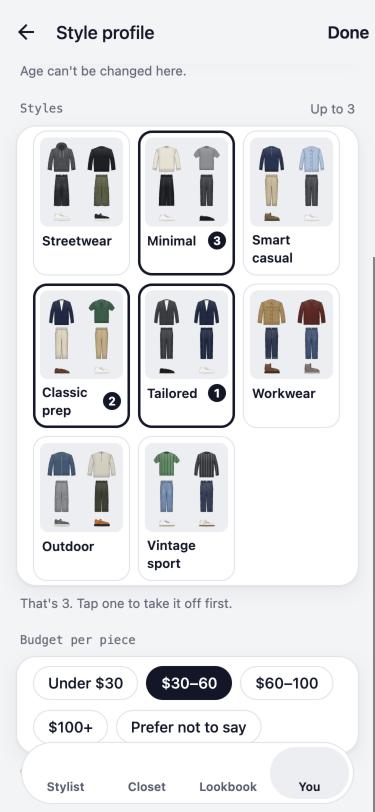 Style profile
Done
Age can't be changed here.
Styles
Up to 3
Streetwear
Minimal 3
Smart
casual
Classic
prep
2
Tailored 1
Workwear
Outdoor
Vintage
sport
That's 3. Tap one to take it off first.
Budget per piece
Under $30
$30–60
$60–100
$100+
Prefer not to say
Stylist
Closet
Lookbook
You